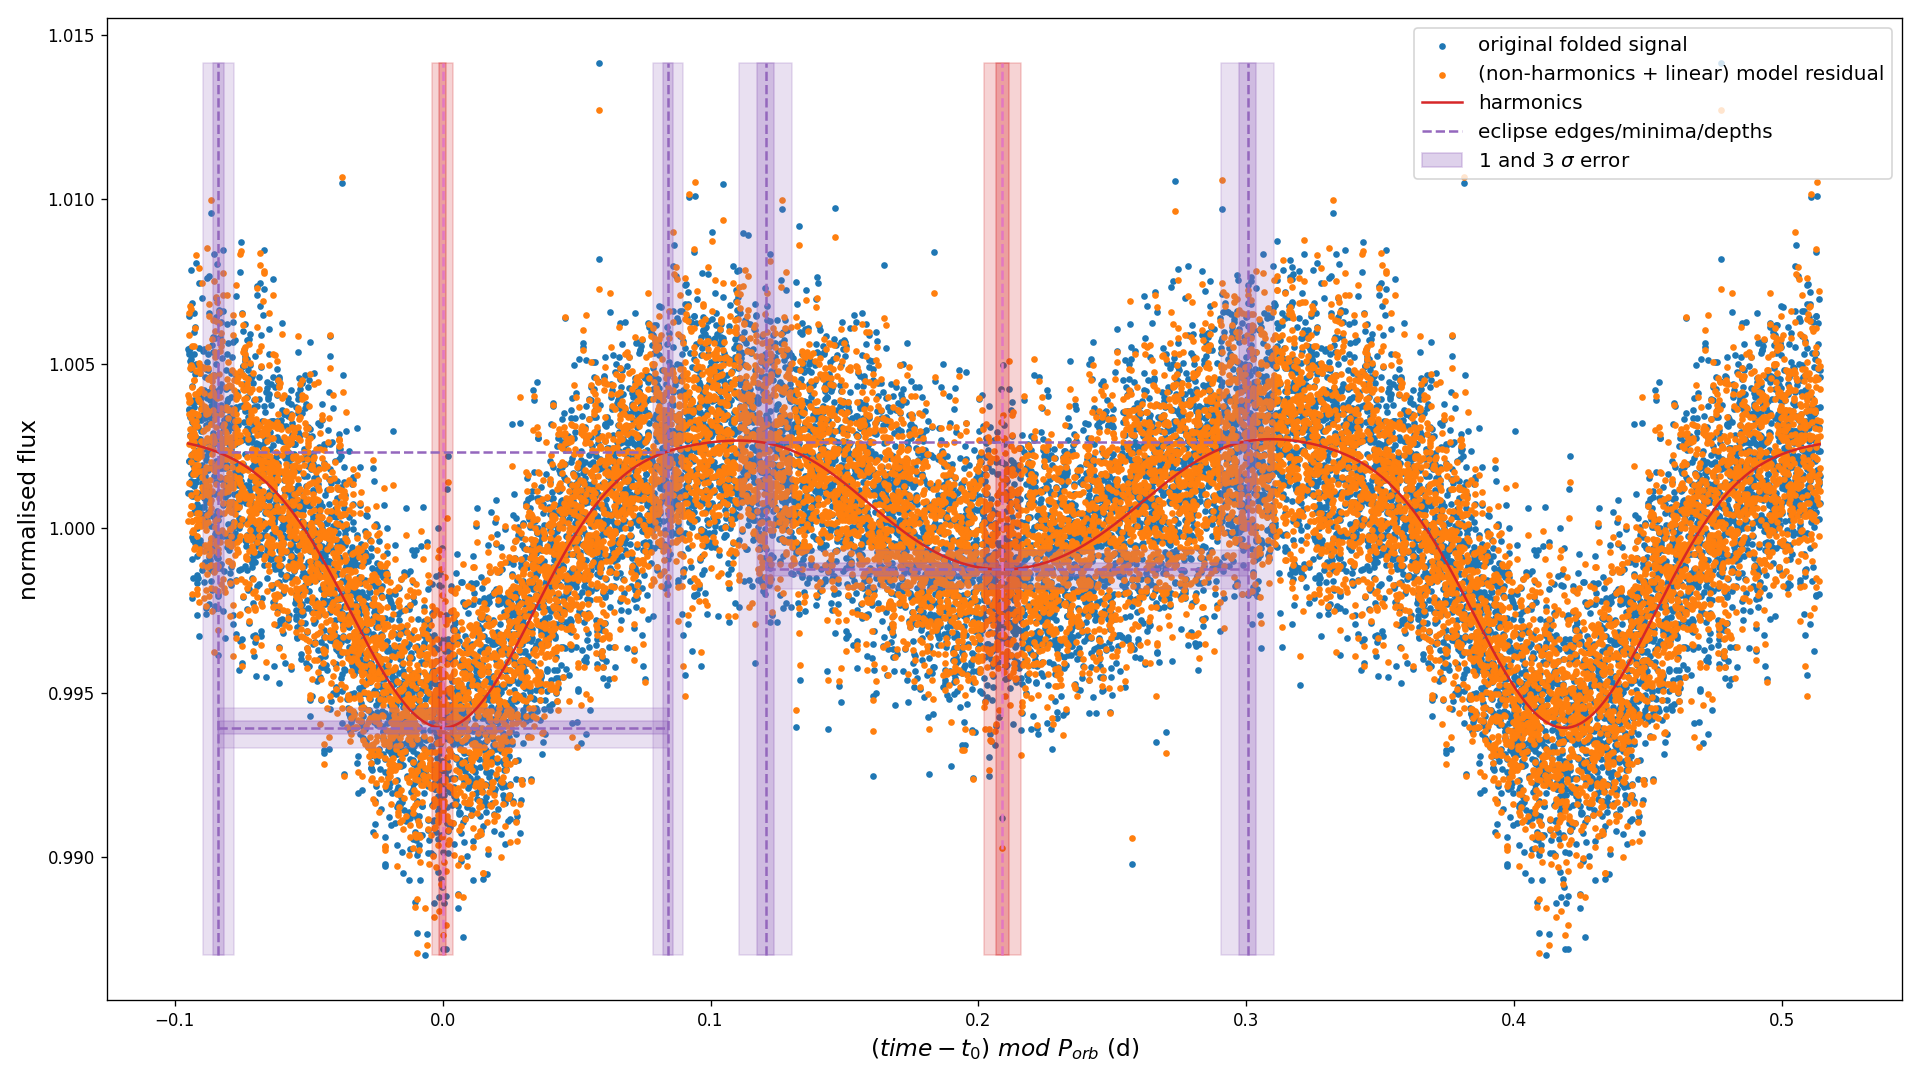 original folded signal
(non-harmonics + linear) model residual
harmonics
eclipse edges/minima/depths
1 and 3 σ error
normalised flux
1.015
1.010
1.005
1.000
0.995
0.990
−0.1 0.0 0.1 0.2 0.3 0.4 0.5
(time − t₀) mod Pₒᵣb (d)